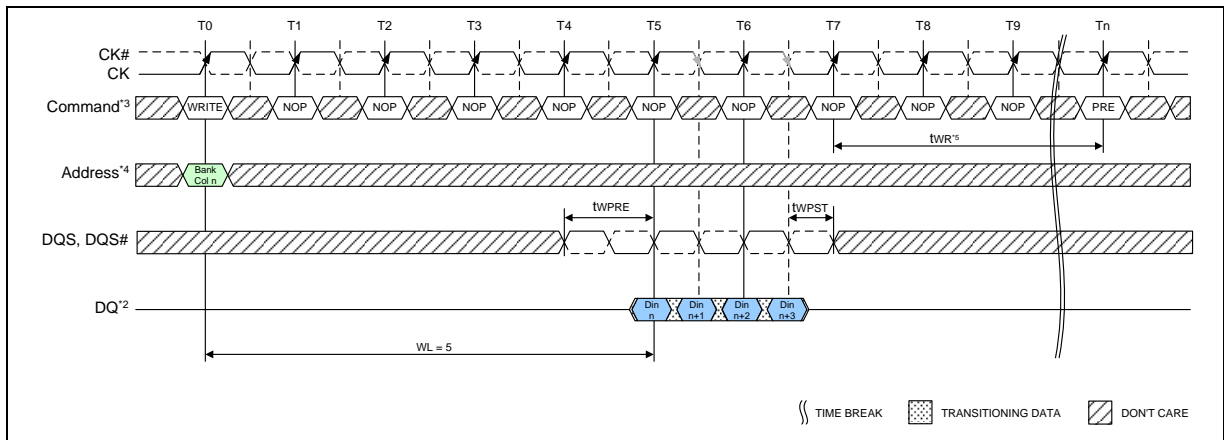 T0 T1 T2 T3 T4 T5 T6 T7 T8 T9 Tn
CK#
CK
Command*3 WRITE NOP NOP NOP NOP NOP NOP NOP NOP NOP PRE
tWR*5
Address*4 Bank
Col n
tWPRE tWPST
DQS, DQS#
DQ*2 Din
n Din
n+1 Din
n+2 Din
n+3
WL = 5
TIME BREAK TRANSITIONING DATA DON'T CARE